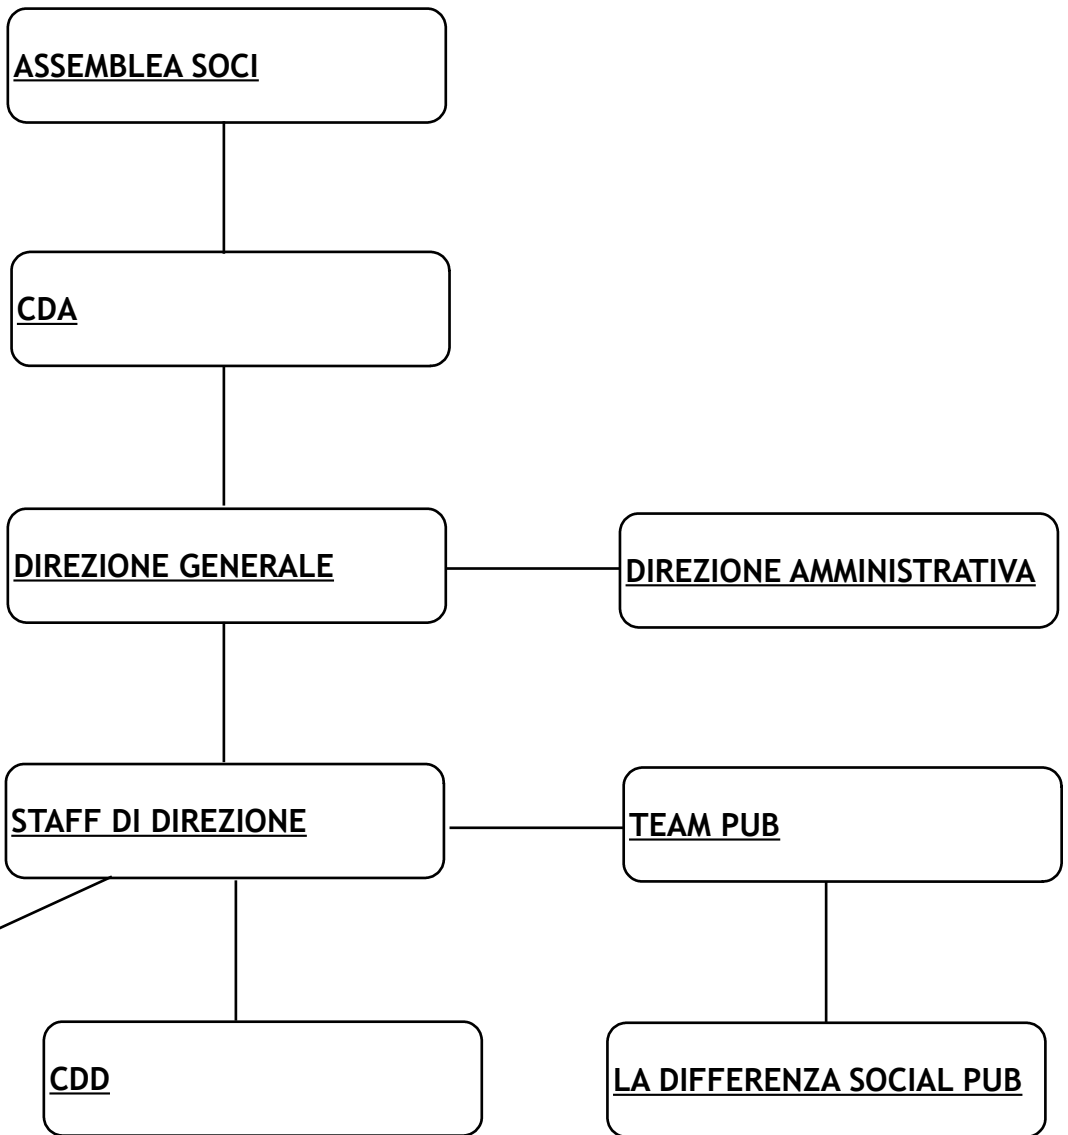 ASSEMBLEA SOCI
CDA
DIREZIONE GENERALE
DIREZIONE AMMINISTRATIVA
STAFF DI DIREZIONE
TEAM PUB
CDD
LA DIFFERENZA SOCIAL PUB